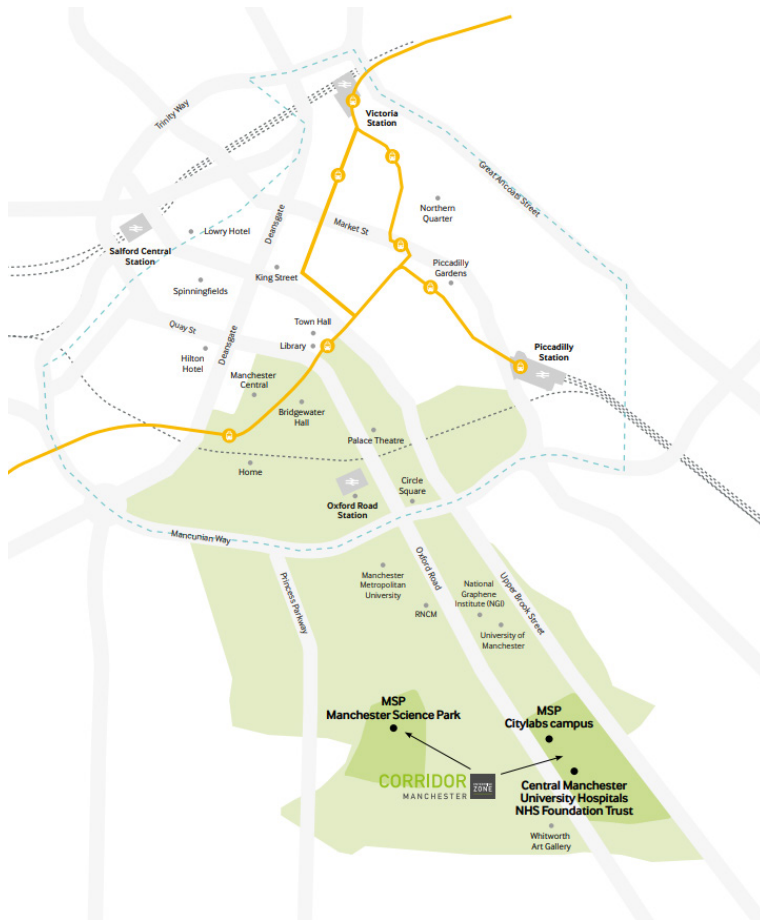 Trinity Way
Victoria
Station
Great Ancoats Street
Northern
Quarter
Deansgate
Market St
Lowry Hotel
Salford Central
Station
King Street
Piccadilly
Gardens
Spinningfields
Quay St
Deansgate
Town Hall
Library
Hilton
Hotel
Piccadilly
Station
Manchester
Central
Bridgewater
Hall
Palace Theatre
Home
Circle
Square
Oxford Road
Station
Mancunian Way
Oxford Road
Upper Brook Street
Princess Parkway
Manchester
Metropolitan
University
National
Graphene
Institute (NGI)
RNCM
University of
Manchester
MSP
Manchester Science Park
MSP
Citylabs campus
CORRIDOR
MANCHESTER
ZONE
Central Manchester
University Hospitals
NHS Foundation Trust
Whitworth
Art Gallery